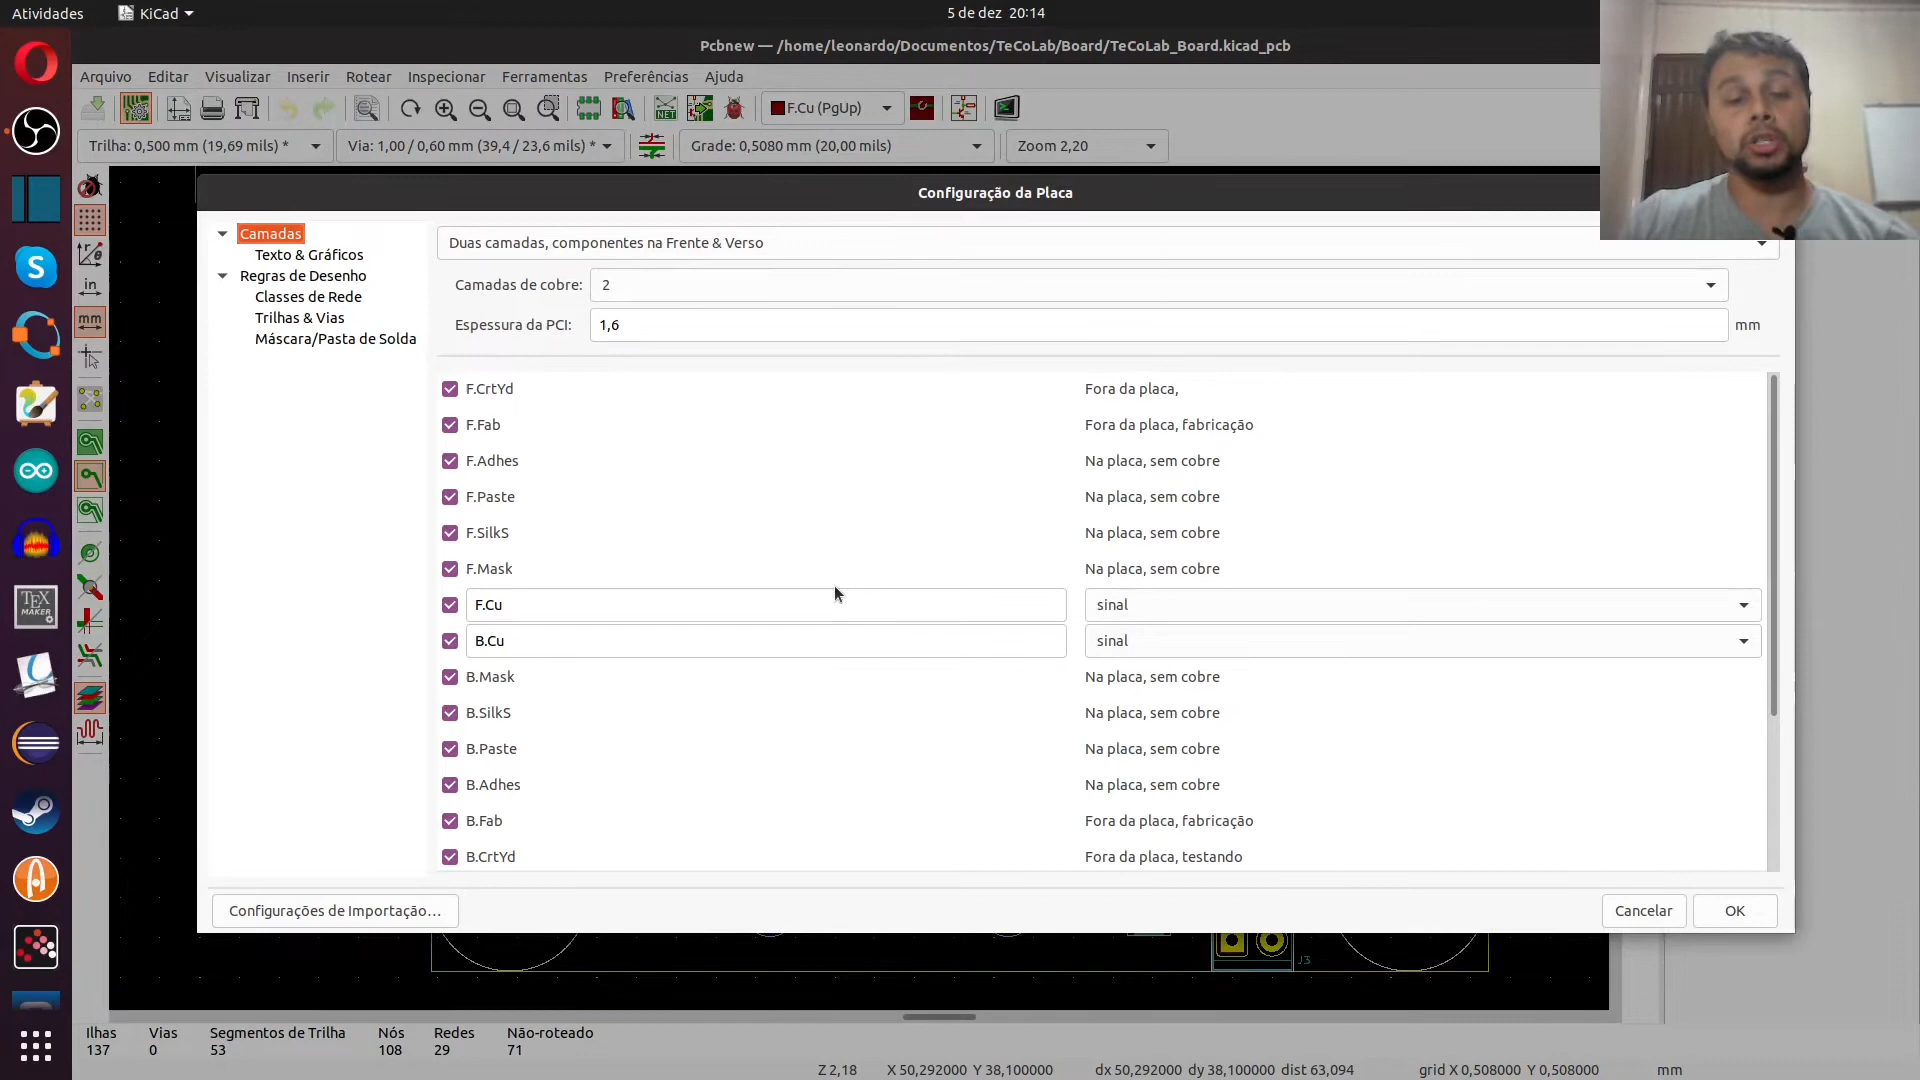 Atividades KiCad 5 de dez 20:14
Pcbnew — /home/leonardo/Documentos/TeCoLab/Board/TeCoLab_Board.kicad_pcb
Arquivo Editar Visualizar Inserir Rotear Inspecionar Ferramentas Preferências Ajuda
NET F.Cu (PgUp)
Trilha: 0,500 mm (19,69 mils) * Via: 1,00 / 0,60 mm (39,4 / 23,6 mils) * Grade: 0,5080 mm (20,00 mils) Zoom 2,20
Configuração da Placa
Camadas
Texto & Gráficos
Regras de Desenho
Classes de Rede
Trilhas & Vias
Máscara/Pasta de Solda
in
mm
TEX
MAKER
Duas camadas, componentes na Frente & Verso
Camadas de cobre: 2
Espessura da PCI: 1,6 mm
F.CrtYd Fora da placa,
F.Fab Fora da placa, fabricação
F.Adhes Na placa, sem cobre
F.Paste Na placa, sem cobre
F.SilkS Na placa, sem cobre
F.Mask Na placa, sem cobre
F.Cu sinal
B.Cu sinal
B.Mask Na placa, sem cobre
B.SilkS Na placa, sem cobre
B.Paste Na placa, sem cobre
B.Adhes Na placa, sem cobre
B.Fab Fora da placa, fabricação
B.CrtYd Fora da placa, testando
Configurações de Importação... Cancelar OK
J3
Ilhas Vias Segmentos de Trilha Nós Redes Não-roteado
137 0 53 108 29 71
Z 2,18 X 50,292000 Y 38,100000 dx 50,292000 dy 38,100000 dist 63,094 grid X 0,508000 Y 0,508000 mm